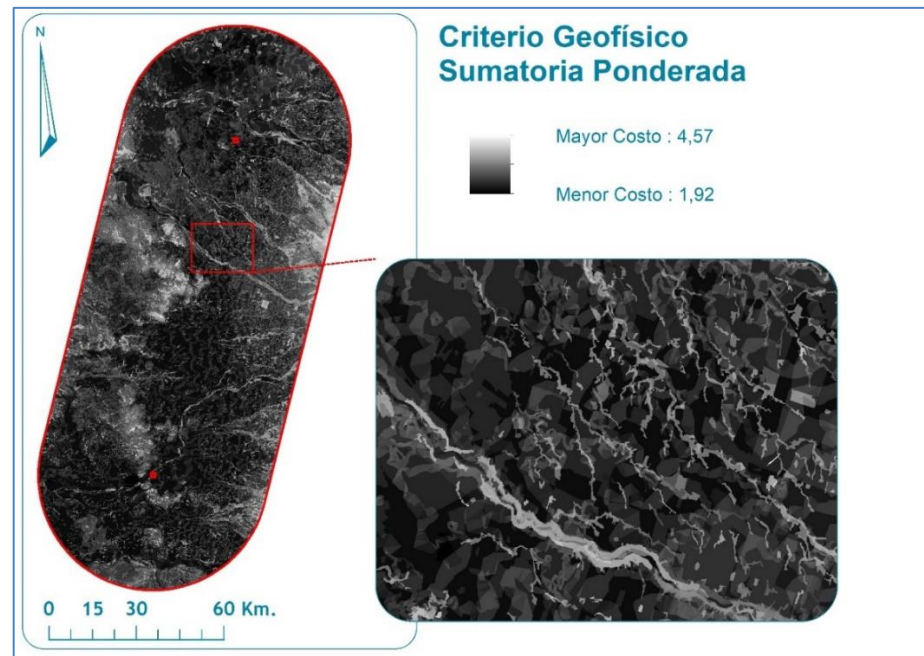 N
Criterio Geofísico
Sumatoria Ponderada
Mayor Costo : 4,57
Menor Costo : 1,92
0 15 30 60 Km.